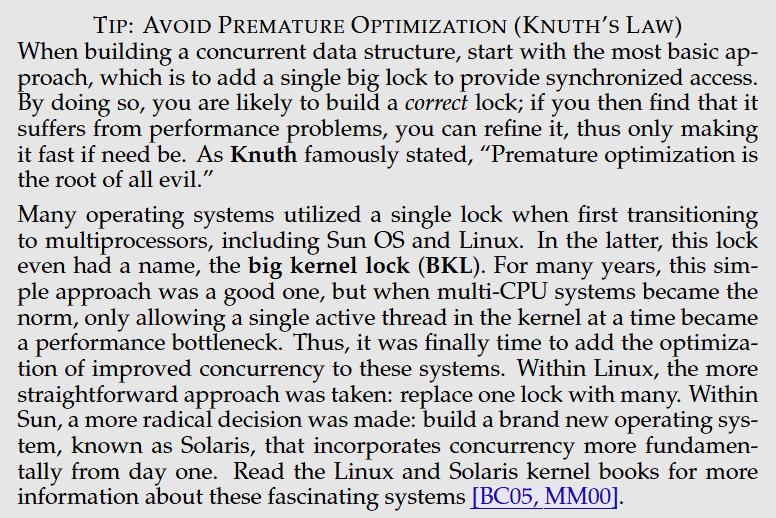 TIP: AVOID PREMATURE OPTIMIZATION (KNUTH'S LAW)
When building a concurrent data structure, start with the most basic ap-
proach, which is to add a single big lock to provide synchronized access.
By doing so, you are likely to build a correct lock; if you then find that it
suffers from performance problems, you can refine it, thus only making
it fast if need be. As Knuth famously stated, “Premature optimization is
the root of all evil.”
Many operating systems utilized a single lock when first transitioning
to multiprocessors, including Sun OS and Linux. In the latter, this lock
even had a name, the big kernel lock (BKL). For many years, this sim-
ple approach was a good one, but when multi-CPU systems became the
norm, only allowing a single active thread in the kernel at a time became
a performance bottleneck. Thus, it was finally time to add the optimiza-
tion of improved concurrency to these systems. Within Linux, the more
straightforward approach was taken: replace one lock with many. Within
Sun, a more radical decision was made: build a brand new operating sys-
tem, known as Solaris, that incorporates concurrency more fundamen-
tally from day one. Read the Linux and Solaris kernel books for more
information about these fascinating systems [BC05, MM00].